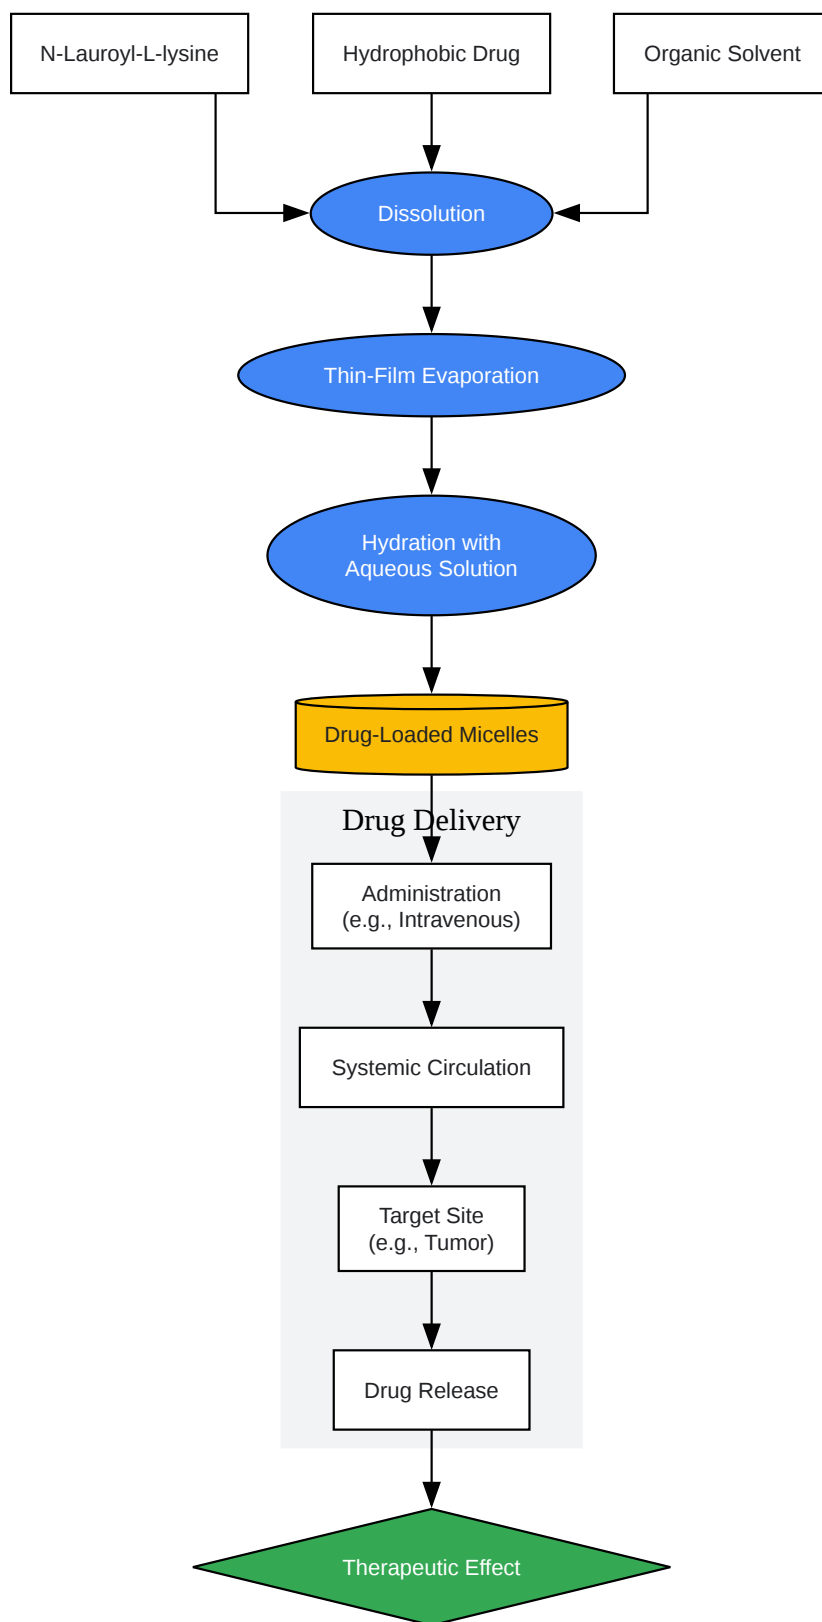 N-Lauroyl-L-lysine
Hydrophobic Drug
Organic Solvent
Dissolution
Thin-Film Evaporation
Hydration with
Aqueous Solution
Drug-Loaded Micelles
Drug Delivery
Administration
(e.g., Intravenous)
Systemic Circulation
Target Site
(e.g., Tumor)
Drug Release
Therapeutic Effect